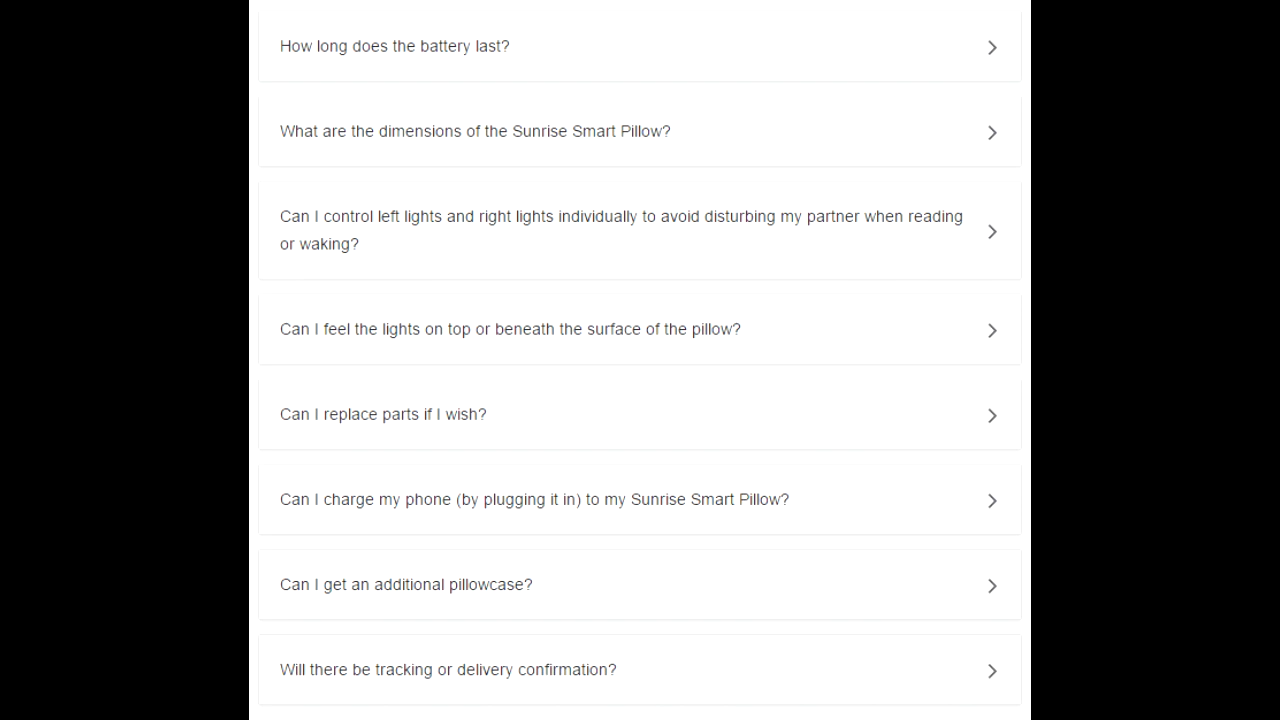 How long does the battery last?
What are the dimensions of the Sunrise Smart Pillow?
Can I control left lights and right lights individually to avoid disturbing my partner when reading
or waking?
Can I feel the lights on top or beneath the surface of the pillow?
Can I replace parts if I wish?
Can I charge my phone (by plugging it in) to my Sunrise Smart Pillow?
Can I get an additional pillowcase?
Will there be tracking or delivery confirmation?